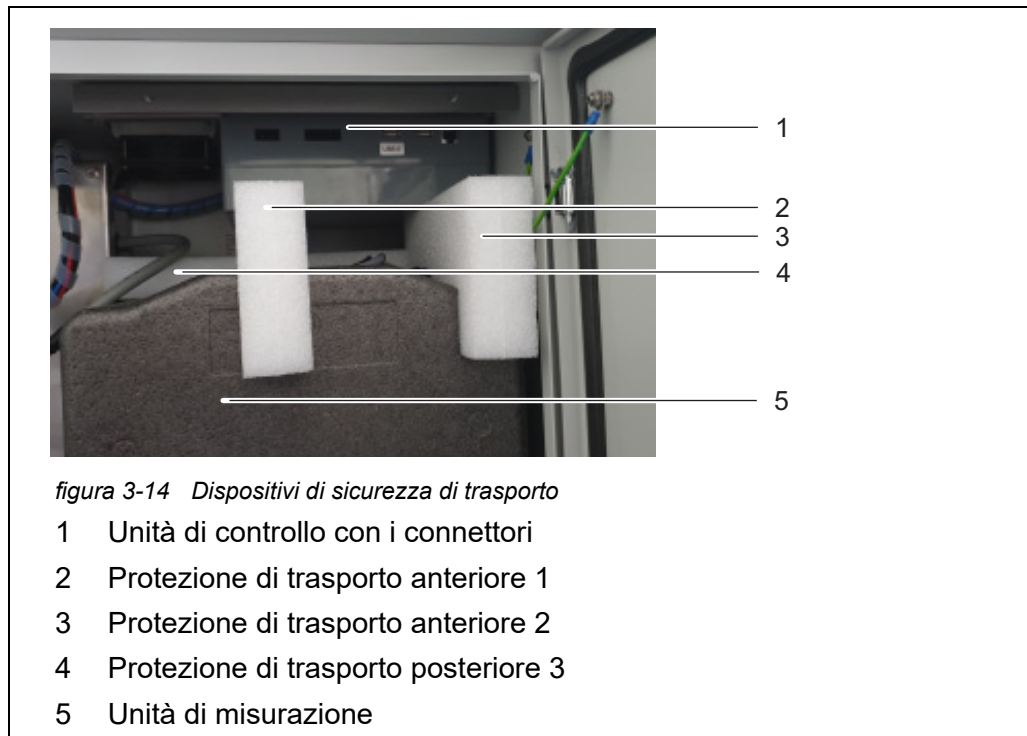 1
2
3
4
5
figura 3-14 Dispositivi di sicurezza di trasporto
1 Unità di controllo con i connettori
2 Protezione di trasporto anteriore 1
3 Protezione di trasporto anteriore 2
4 Protezione di trasporto posteriore 3
5 Unità di misurazione